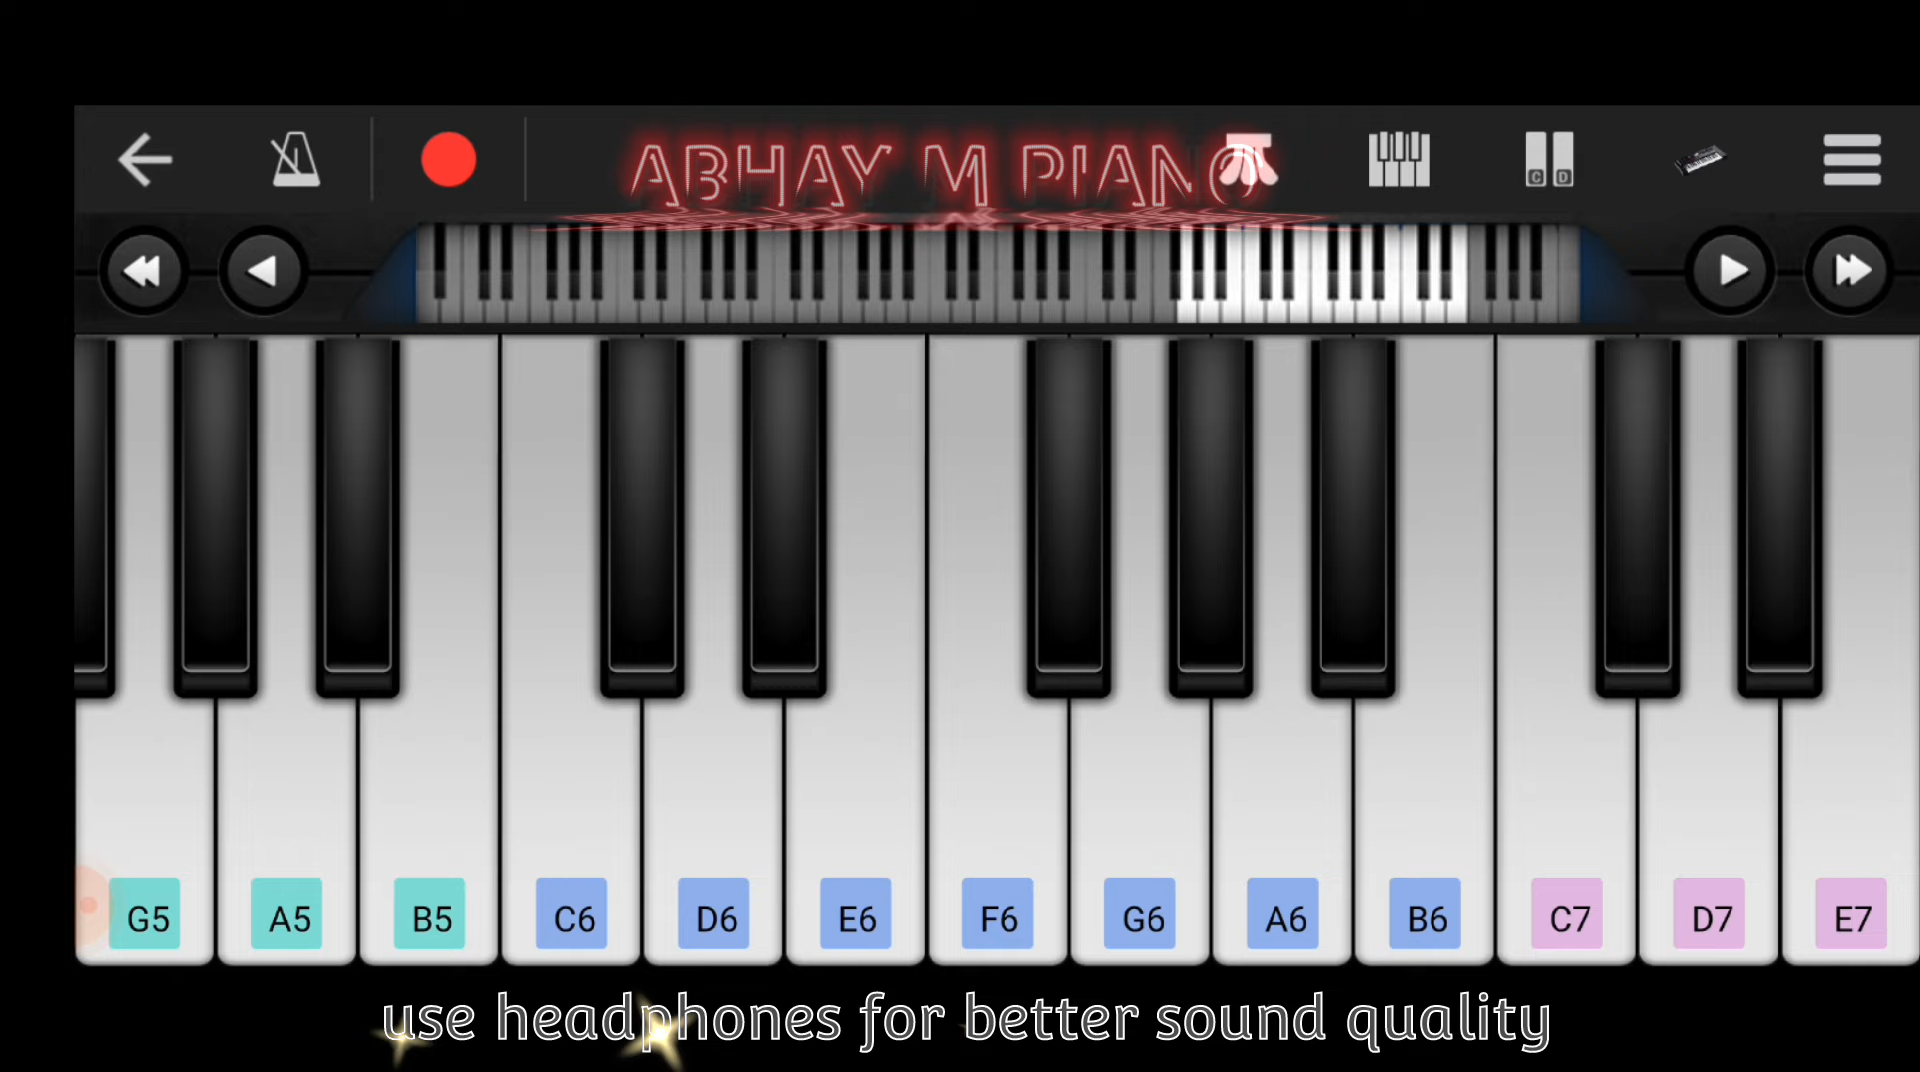 ABHAY M PIANO
C D
G5 A5 B5 C6 D6 E6 F6 G6 A6 B6 C7 D7 E7
use headphones for better sound quality